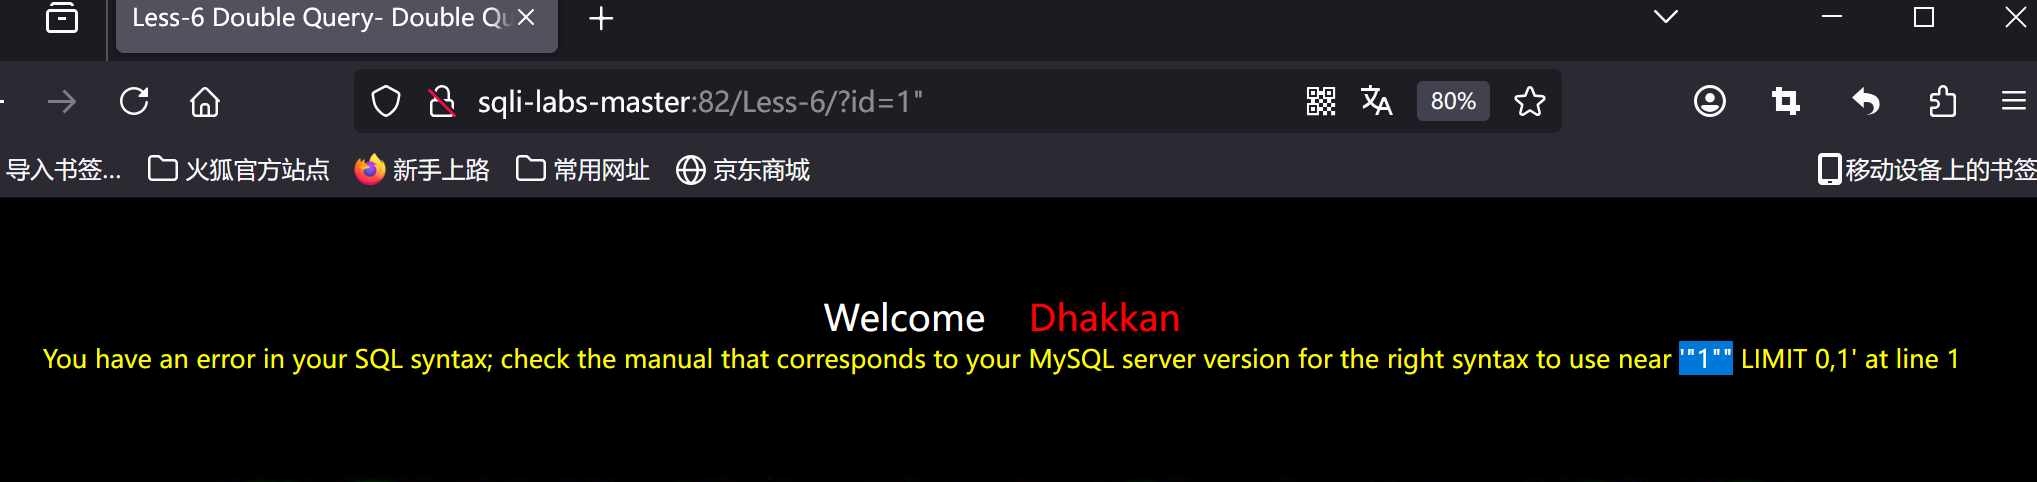 Less-6 Double Query- Double Qu
sqli-labs-master:82/Less-6/?id=1"
80%
导入书签...
火狐官方站点
新手上路
常用网址
京东商城
移动设备上的书签
Welcome Dhakkan
You have an error in your SQL syntax; check the manual that corresponds to your MySQL server version for the right syntax to use near '"1"" LIMIT 0,1' at line 1